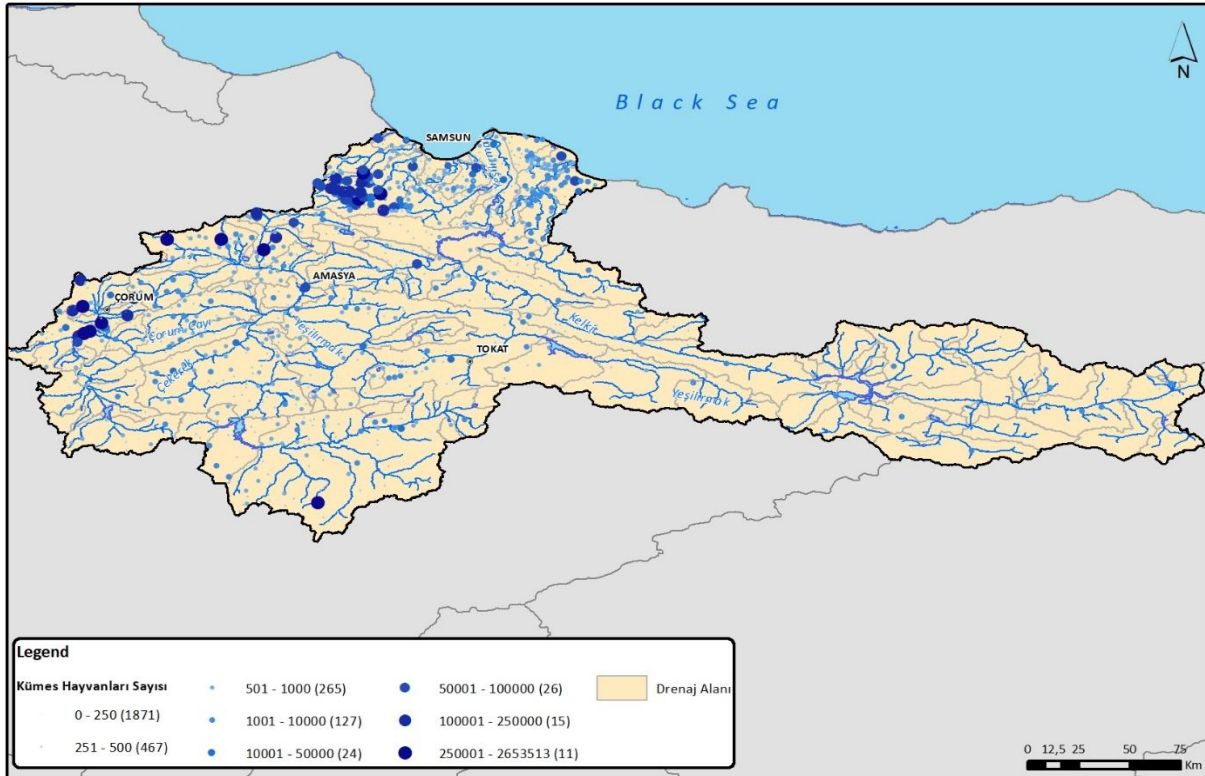 N
Black Sea
SAMSUN
Yeşilırmak
AMASYA
ÇORUM
Çorum Çayı
Yeşilırmak
Kelkit
Çekerek
TOKAT
Yeşilırmak
Legend
Kümes Hayvanları Sayısı
0 - 250 (1871)
251 - 500 (467)
501 - 1000 (265)
1001 - 10000 (127)
10001 - 50000 (24)
50001 - 100000 (26)
100001 - 250000 (15)
250001 - 2653513 (11)
Drenaj Alanı
0 12,5 25 50 75
Km